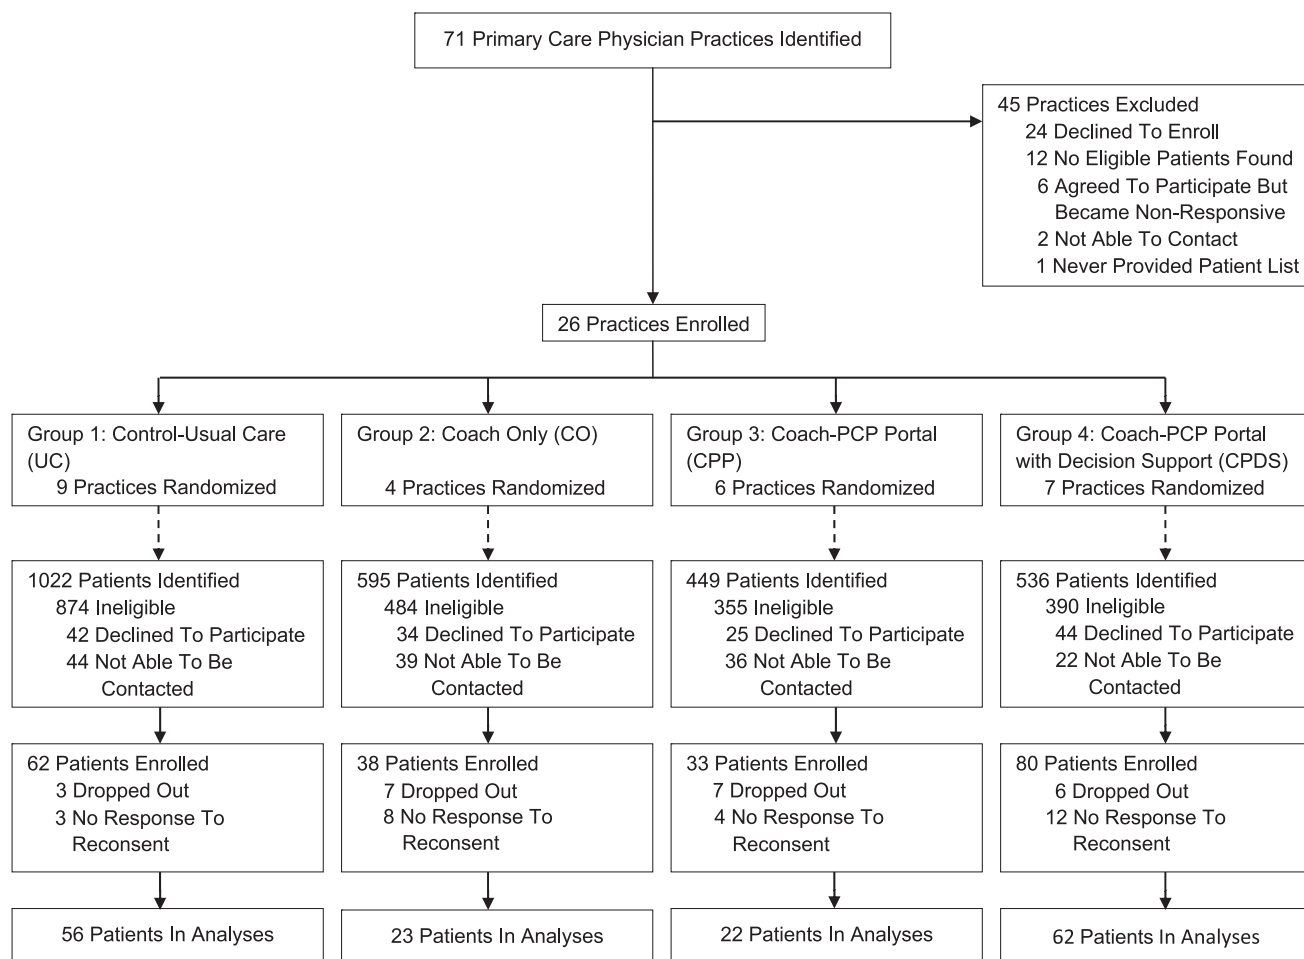 71 Primary Care Physician Practices Identified
45 Practices Excluded
24 Declined To Enroll
12 No Eligible Patients Found
6 Agreed To Participate But
Became Non-Responsive
2 Not Able To Contact
1 Never Provided Patient List
26 Practices Enrolled
Group 1: Control-Usual Care
(UC)
9 Practices Randomized
Group 2: Coach Only (CO)
4 Practices Randomized
Group 3: Coach-PCP Portal
(CPP)
6 Practices Randomized
Group 4: Coach-PCP Portal
with Decision Support (CPDS)
7 Practices Randomized
1022 Patients Identified
874 Ineligible
42 Declined To Participate
44 Not Able To Be
Contacted
595 Patients Identified
484 Ineligible
34 Declined To Participate
39 Not Able To Be
Contacted
449 Patients Identified
355 Ineligible
25 Declined To Participate
36 Not Able To Be
Contacted
536 Patients Identified
390 Ineligible
44 Declined To Participate
22 Not Able To Be
Contacted
62 Patients Enrolled
3 Dropped Out
3 No Response To
Reconsent
38 Patients Enrolled
7 Dropped Out
8 No Response To
Reconsent
33 Patients Enrolled
7 Dropped Out
4 No Response To
Reconsent
80 Patients Enrolled
6 Dropped Out
12 No Response To
Reconsent
56 Patients In Analyses
23 Patients In Analyses
22 Patients In Analyses
62 Patients In Analyses